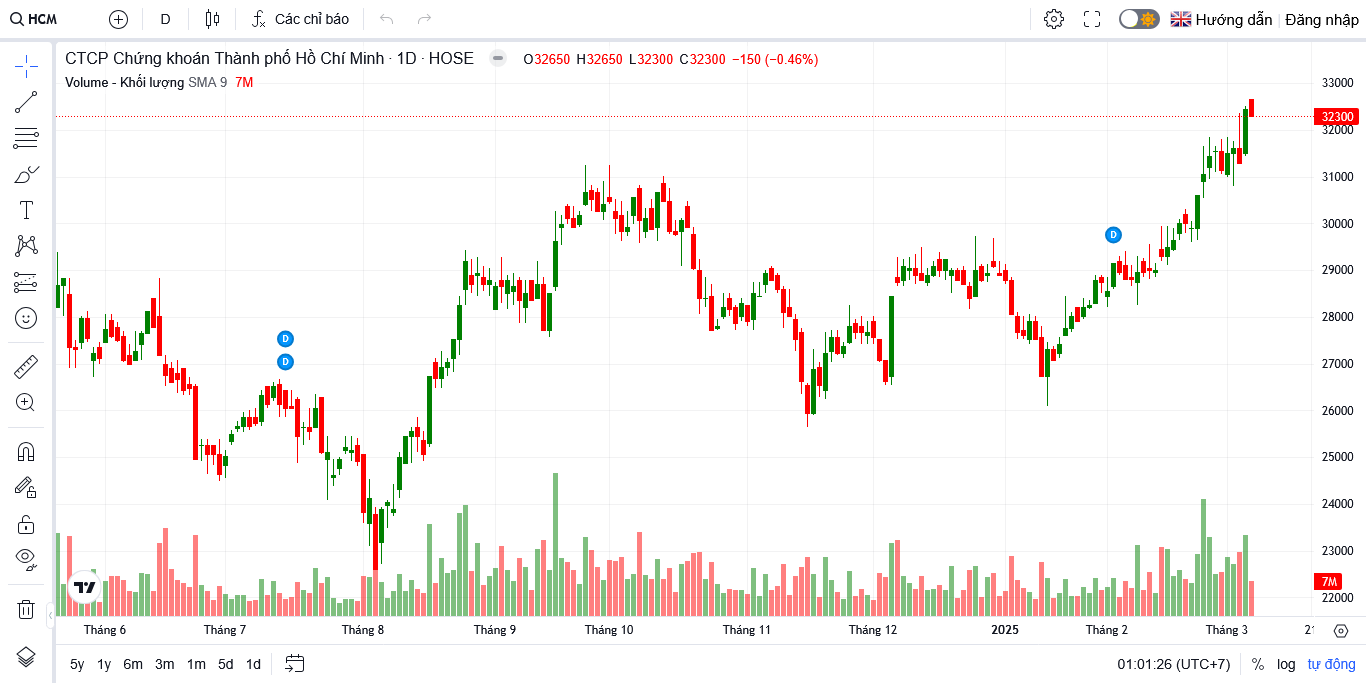 HCM D Các chỉ báo Hướng dẫn Đăng nhập
CTCP Chứng khoán Thành phố Hồ Chí Minh · 1D · HOSE O32650 H32650 L32300 C32300 −150 (−0.46%)
Volume - Khối lượng SMA 9 7M
33000
32300
32000
31000
30000
29000
28000
27000
26000
25000
24000
23000
7M
22000
D
D
D
Tháng 6 Tháng 7 Tháng 8 Tháng 9 Tháng 10 Tháng 11 Tháng 12 2025 Tháng 2 Tháng 3
5y 1y 6m 3m 1m 5d 1d 01:01:26 (UTC+7) % log tự động